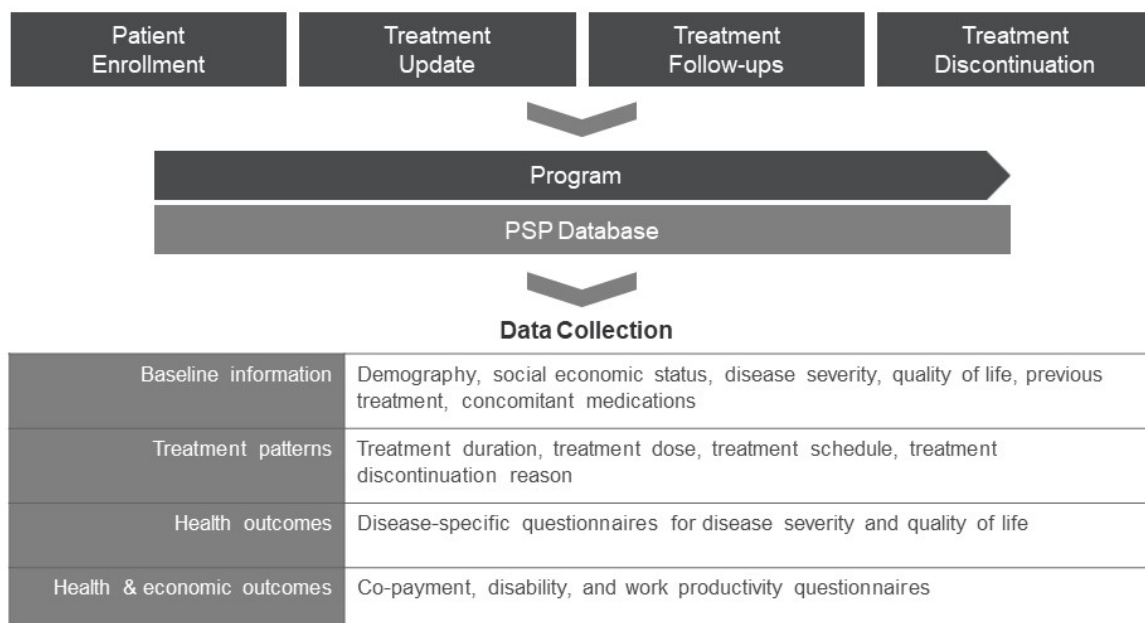 Patient
Enrollment
Treatment
Update
Treatment
Follow-ups
Treatment
Discontinuation
Program
PSP Database
Data Collection
Baseline information
Demography, social economic status, disease severity, quality of life, previous
treatment, concomitant medications
Treatment patterns
Treatment duration, treatment dose, treatment schedule, treatment
discontinuation reason
Health outcomes
Disease-specific questionnaires for disease severity and quality of life
Health & economic outcomes
Co-payment, disability, and work productivity questionnaires